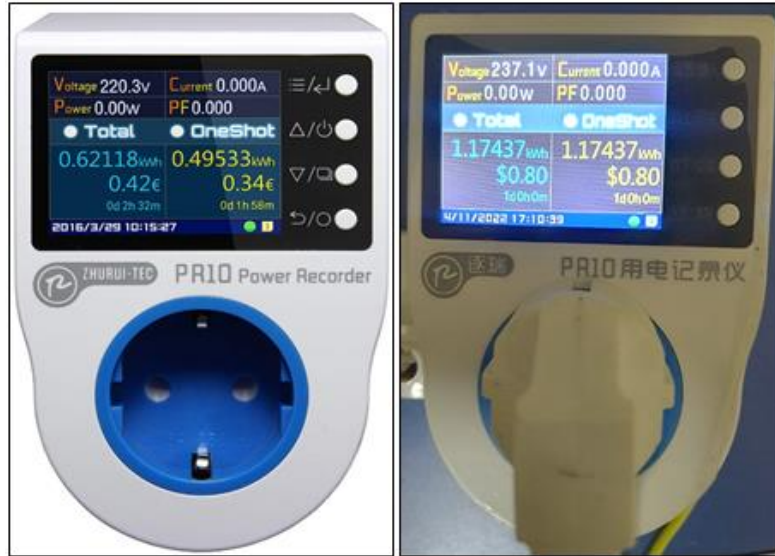 Voltage 220.3V Current 0.000A
Power 0.00W PF 0.000
Total OneShot
0.62118kWh 0.49533kWh
0.42€ 0.34€
0d 2h 32m 0d 1h 58m
2016/3/29 10:15:27
ZHURUI-TEC PR10 Power Recorder
Voltage 237.1V Current 0.000A
Power 0.00W PF 0.000
Total OneShot
1.17437kWh 1.17437kWh
$0.80 $0.80
1d0h0m 1d0h0m
4/11/2022 17:10:39
逐瑞 PR10用电记录仪